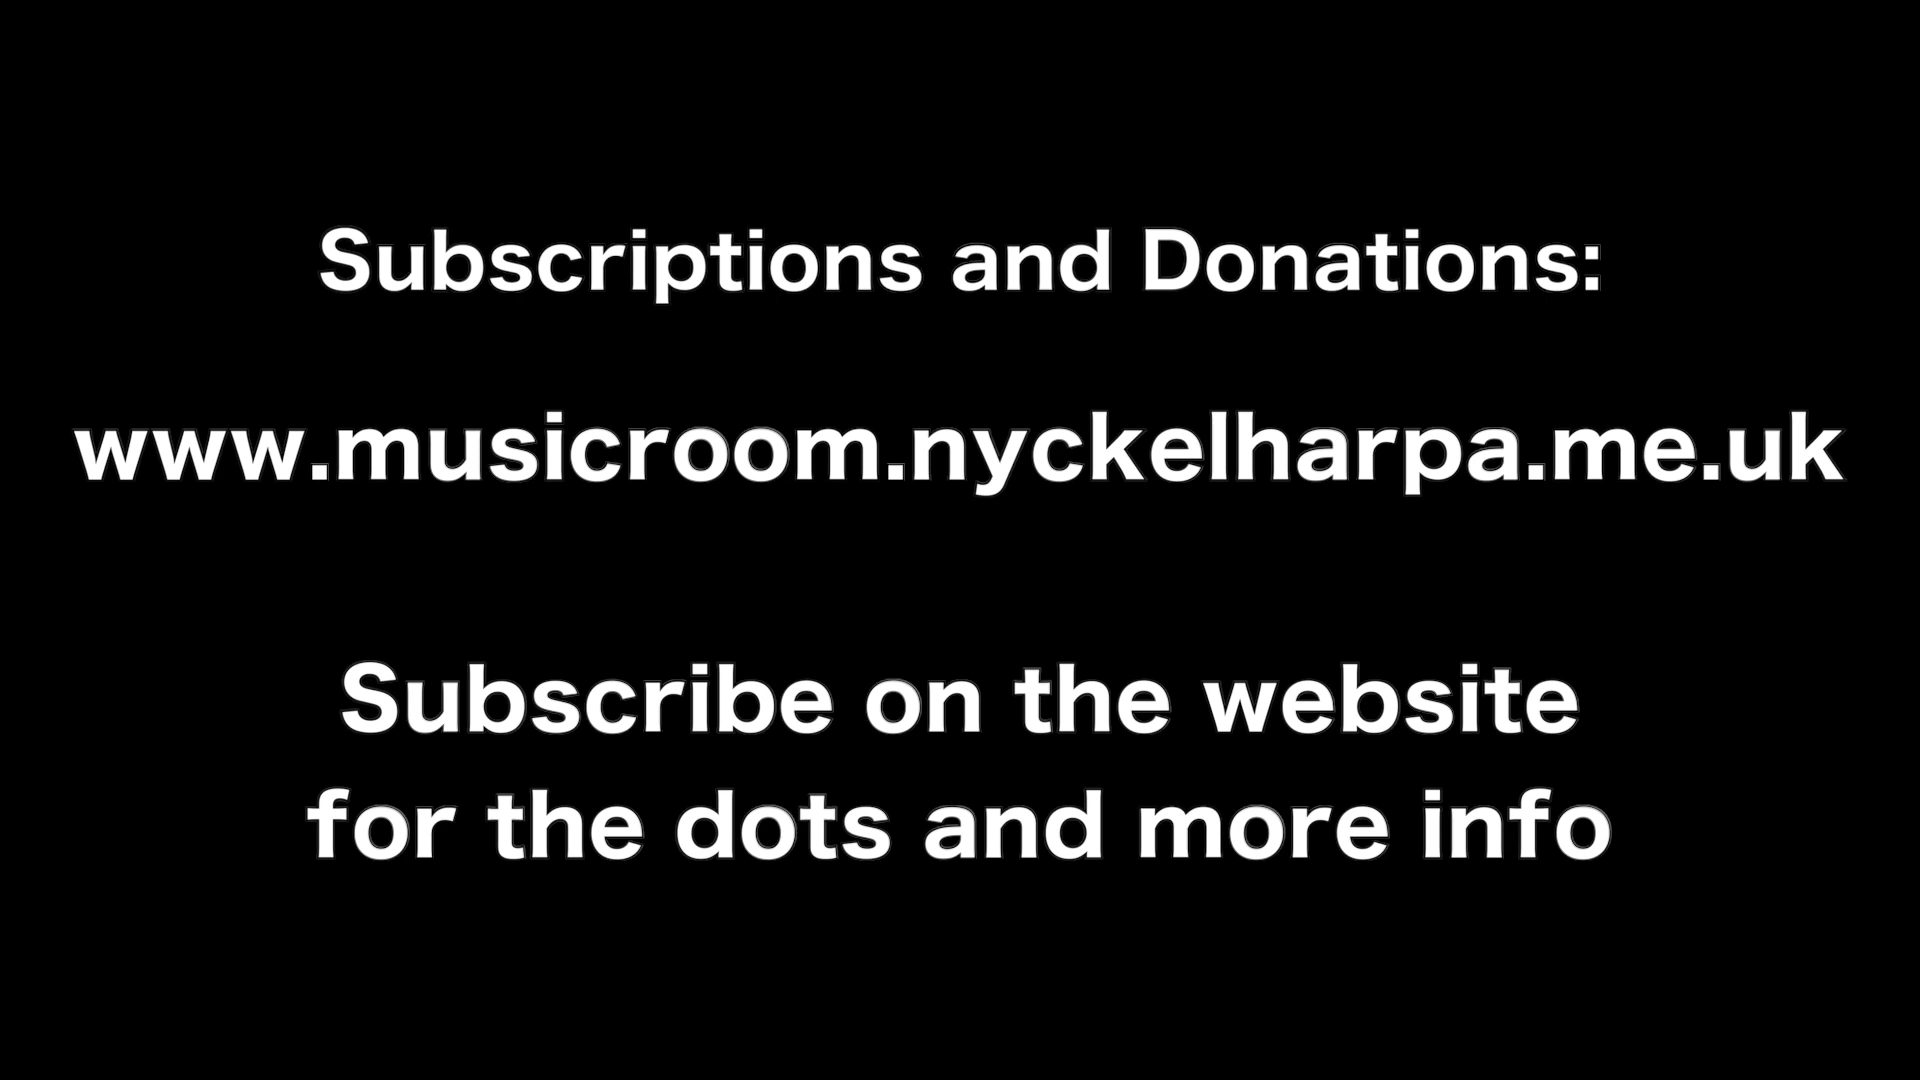 Subscriptions and Donations:
www.musicroom.nyckelharpa.me.uk
Subscribe on the website
for the dots and more info